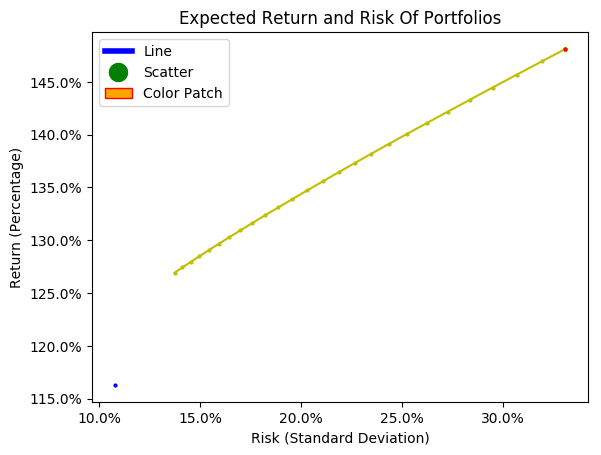 Expected Return and Risk Of Portfolios
Line
Scatter
Color Patch
Return (Percentage)
145.0%
140.0%
135.0%
130.0%
125.0%
120.0%
115.0%
10.0% 15.0% 20.0% 25.0% 30.0%
Risk (Standard Deviation)